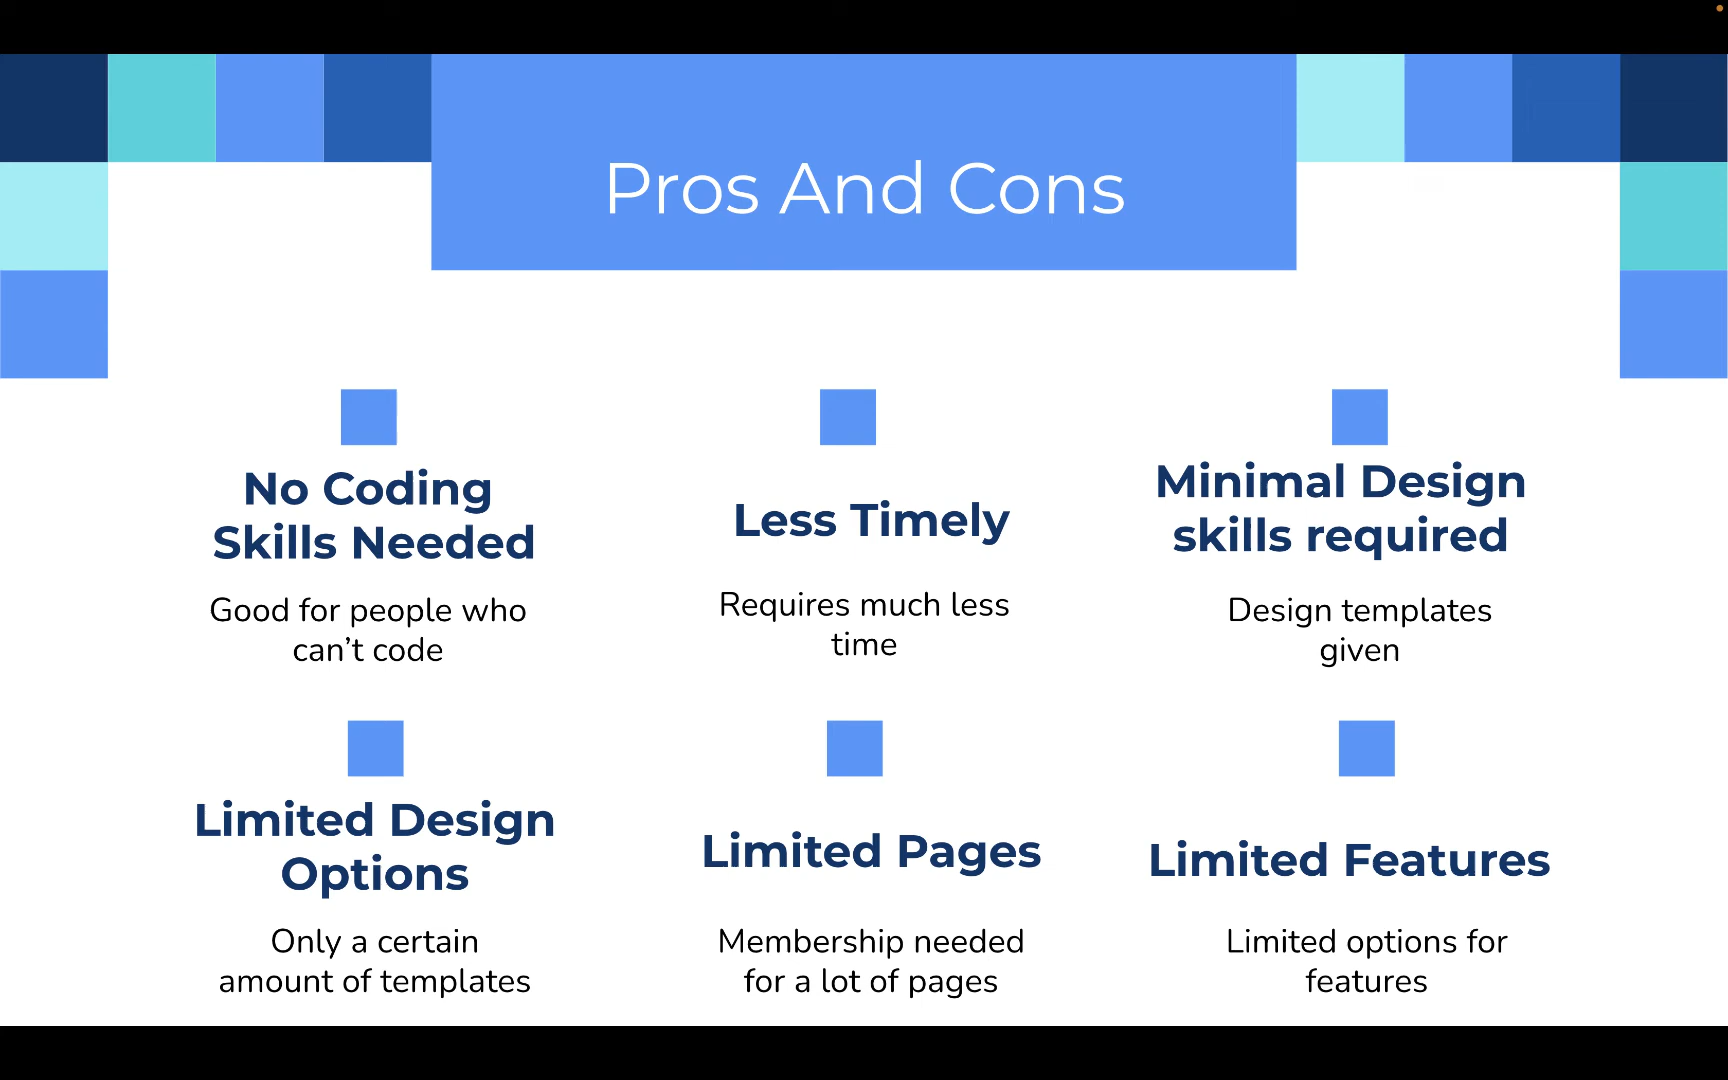 Pros And Cons
No Coding
Skills Needed
Good for people who
can’t code
Less Timely
Requires much less
time
Minimal Design
skills required
Design templates
given
Limited Design
Options
Only a certain
amount of templates
Limited Pages
Membership needed
for a lot of pages
Limited Features
Limited options for
features